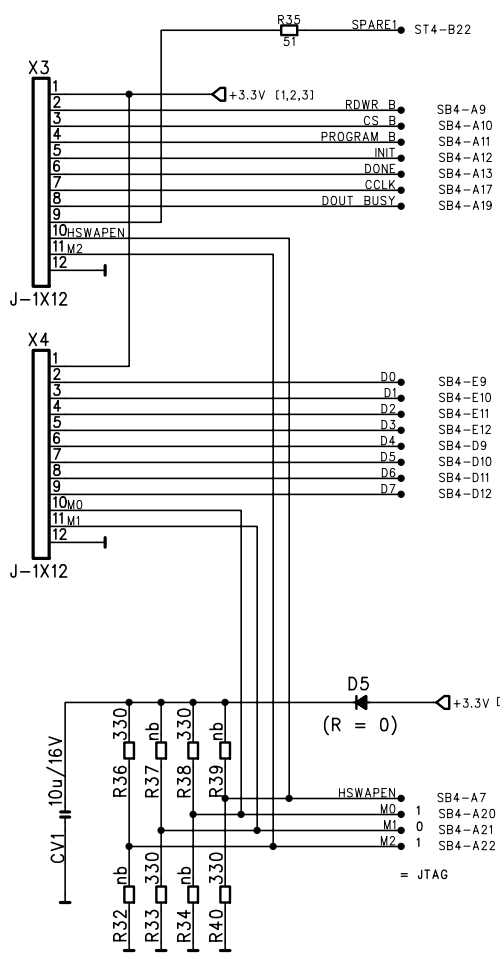 R35
51
SPARE1
ST4-B22
X3
1
+3.3V [1,2,3]
2 RDWR_B SB4-A9
3 CS_B SB4-A10
4 PROGRAM_B SB4-A11
5 INIT SB4-A12
6 DONE SB4-A13
7 CCLK SB4-A17
8 DOUT_BUSY SB4-A19
9
10 HSWAPEN
11 M2
12
J-1X12
X4
1
2 D0 SB4-E9
3 D1 SB4-E10
4 D2 SB4-E11
5 D3 SB4-E12
6 D4 SB4-D9
7 D5 SB4-D10
8 D6 SB4-D11
9 D7 SB4-D12
10 M0
11 M1
12
J-1X12
D5
+3.3V [
(R = 0)
CV1 10u/16V
R36 330
R37 nb
R38 330
R39 nb
HSWAPEN SB4-A7
M0 1 SB4-A20
M1 0 SB4-A21
M2 1 SB4-A22
= JTAG
R32 nb
R33 330
R34 nb
R40 330